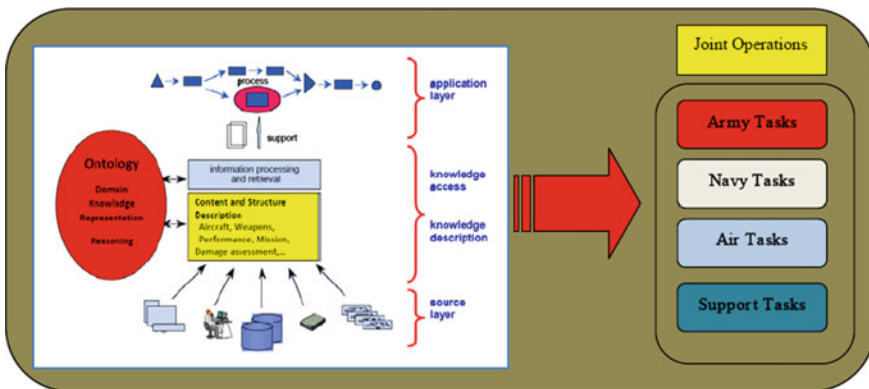 process
support
application
layer
Ontology
Domain
Knowledge
Representation
Reasoning
information processing
and retrieval
Content and Structure
Description
Aircraft, Weapons,
Performance, Mission,
Damage assessment,...
knowledge
access
knowledge
description
source
layer
Joint Operations
Army Tasks
Navy Tasks
Air Tasks
Support Tasks